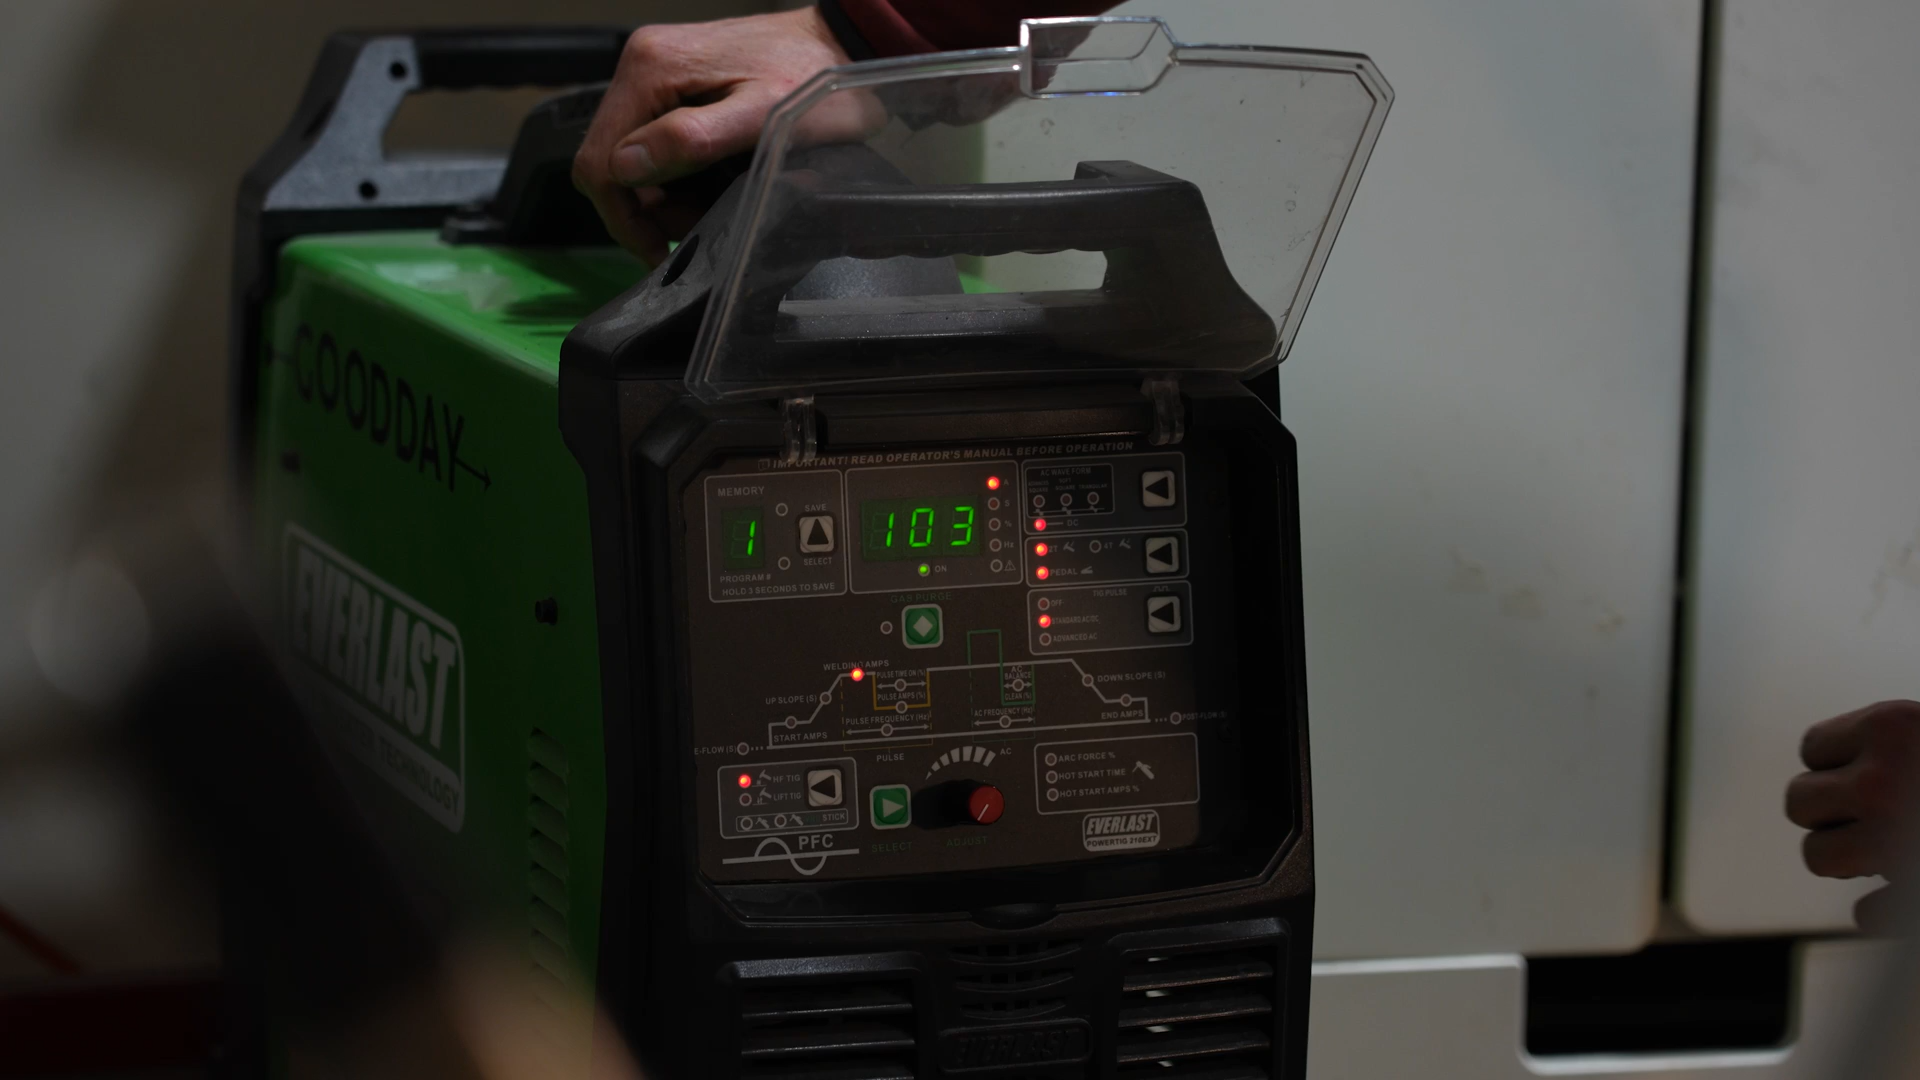 GOODDAY
EVERLAST
TECHNOLOGY
IMPORTANT! READ OPERATOR'S MANUAL BEFORE OPERATION
MEMORY
1
SAVE
SELECT
PROGRAM #
HOLD 3 SECONDS TO SAVE
103
A
S
%
Hz
ON
AC WAVE FORM
DC
2T
4T
PEDAL
TIG PULSE
OFF
STANDARD AC/DC
ADVANCED AC
GAS PURGE
WELDING AMPS
PULSE TIME ON (%)
PULSE AMPS (%)
PULSE FREQUENCY (Hz)
UP SLOPE (S)
START AMPS
E-FLOW (S)
PULSE
AC
BALANCE
CLEAN (%)
AC FREQUENCY (Hz)
AC
DOWN SLOPE (S)
END AMPS
POST-FLOW (S)
HF TIG
LIFT TIG
STICK
PFC
SELECT
ADJUST
ARC FORCE %
HOT START TIME
HOT START AMPS %
EVERLAST
POWERTIG 210EXT
EVERLAST